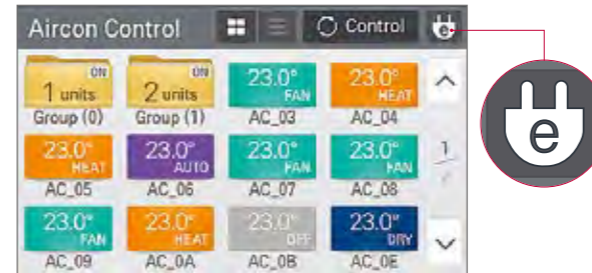 Aircon Control Control e
ON ON 23.0° 23.0°
1 units 2 units FAN HEAT
Group (0) Group (1) AC_03 AC_04
23.0° 23.0° 23.0° 23.0° 1
HEAT AUTO FAN FAN
AC_05 AC_06 AC_07 AC_08
23.0° 23.0° 23.0° 23.0°
FAN HEAT OFF DRY
AC_09 AC_0A AC_0B AC_0E
e